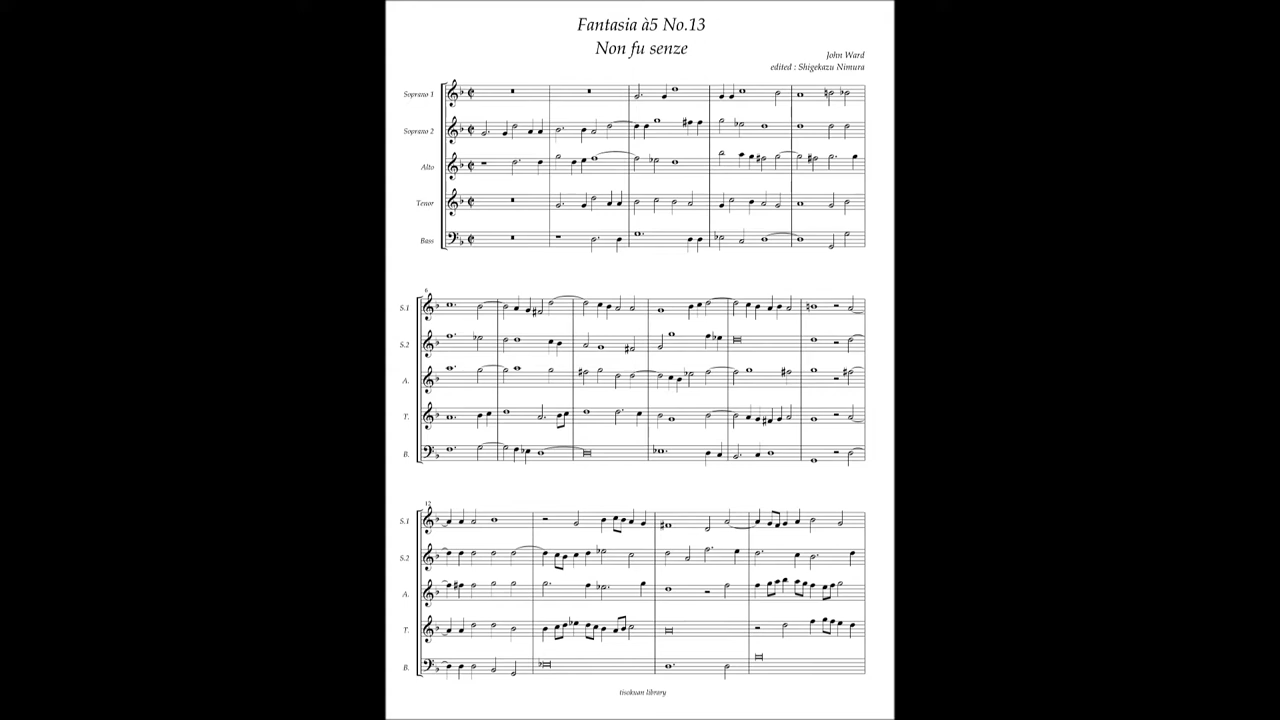 Fantasia à5 No.13
Non fu senze
John Ward
edited : Shigekazu Nimura
Soprano 1
Soprano 2
Alto
Tenor
Bass
6
S.1
S.2
A.
T.
B.
12
S.1
S.2
A.
T.
B.
tisokuan library